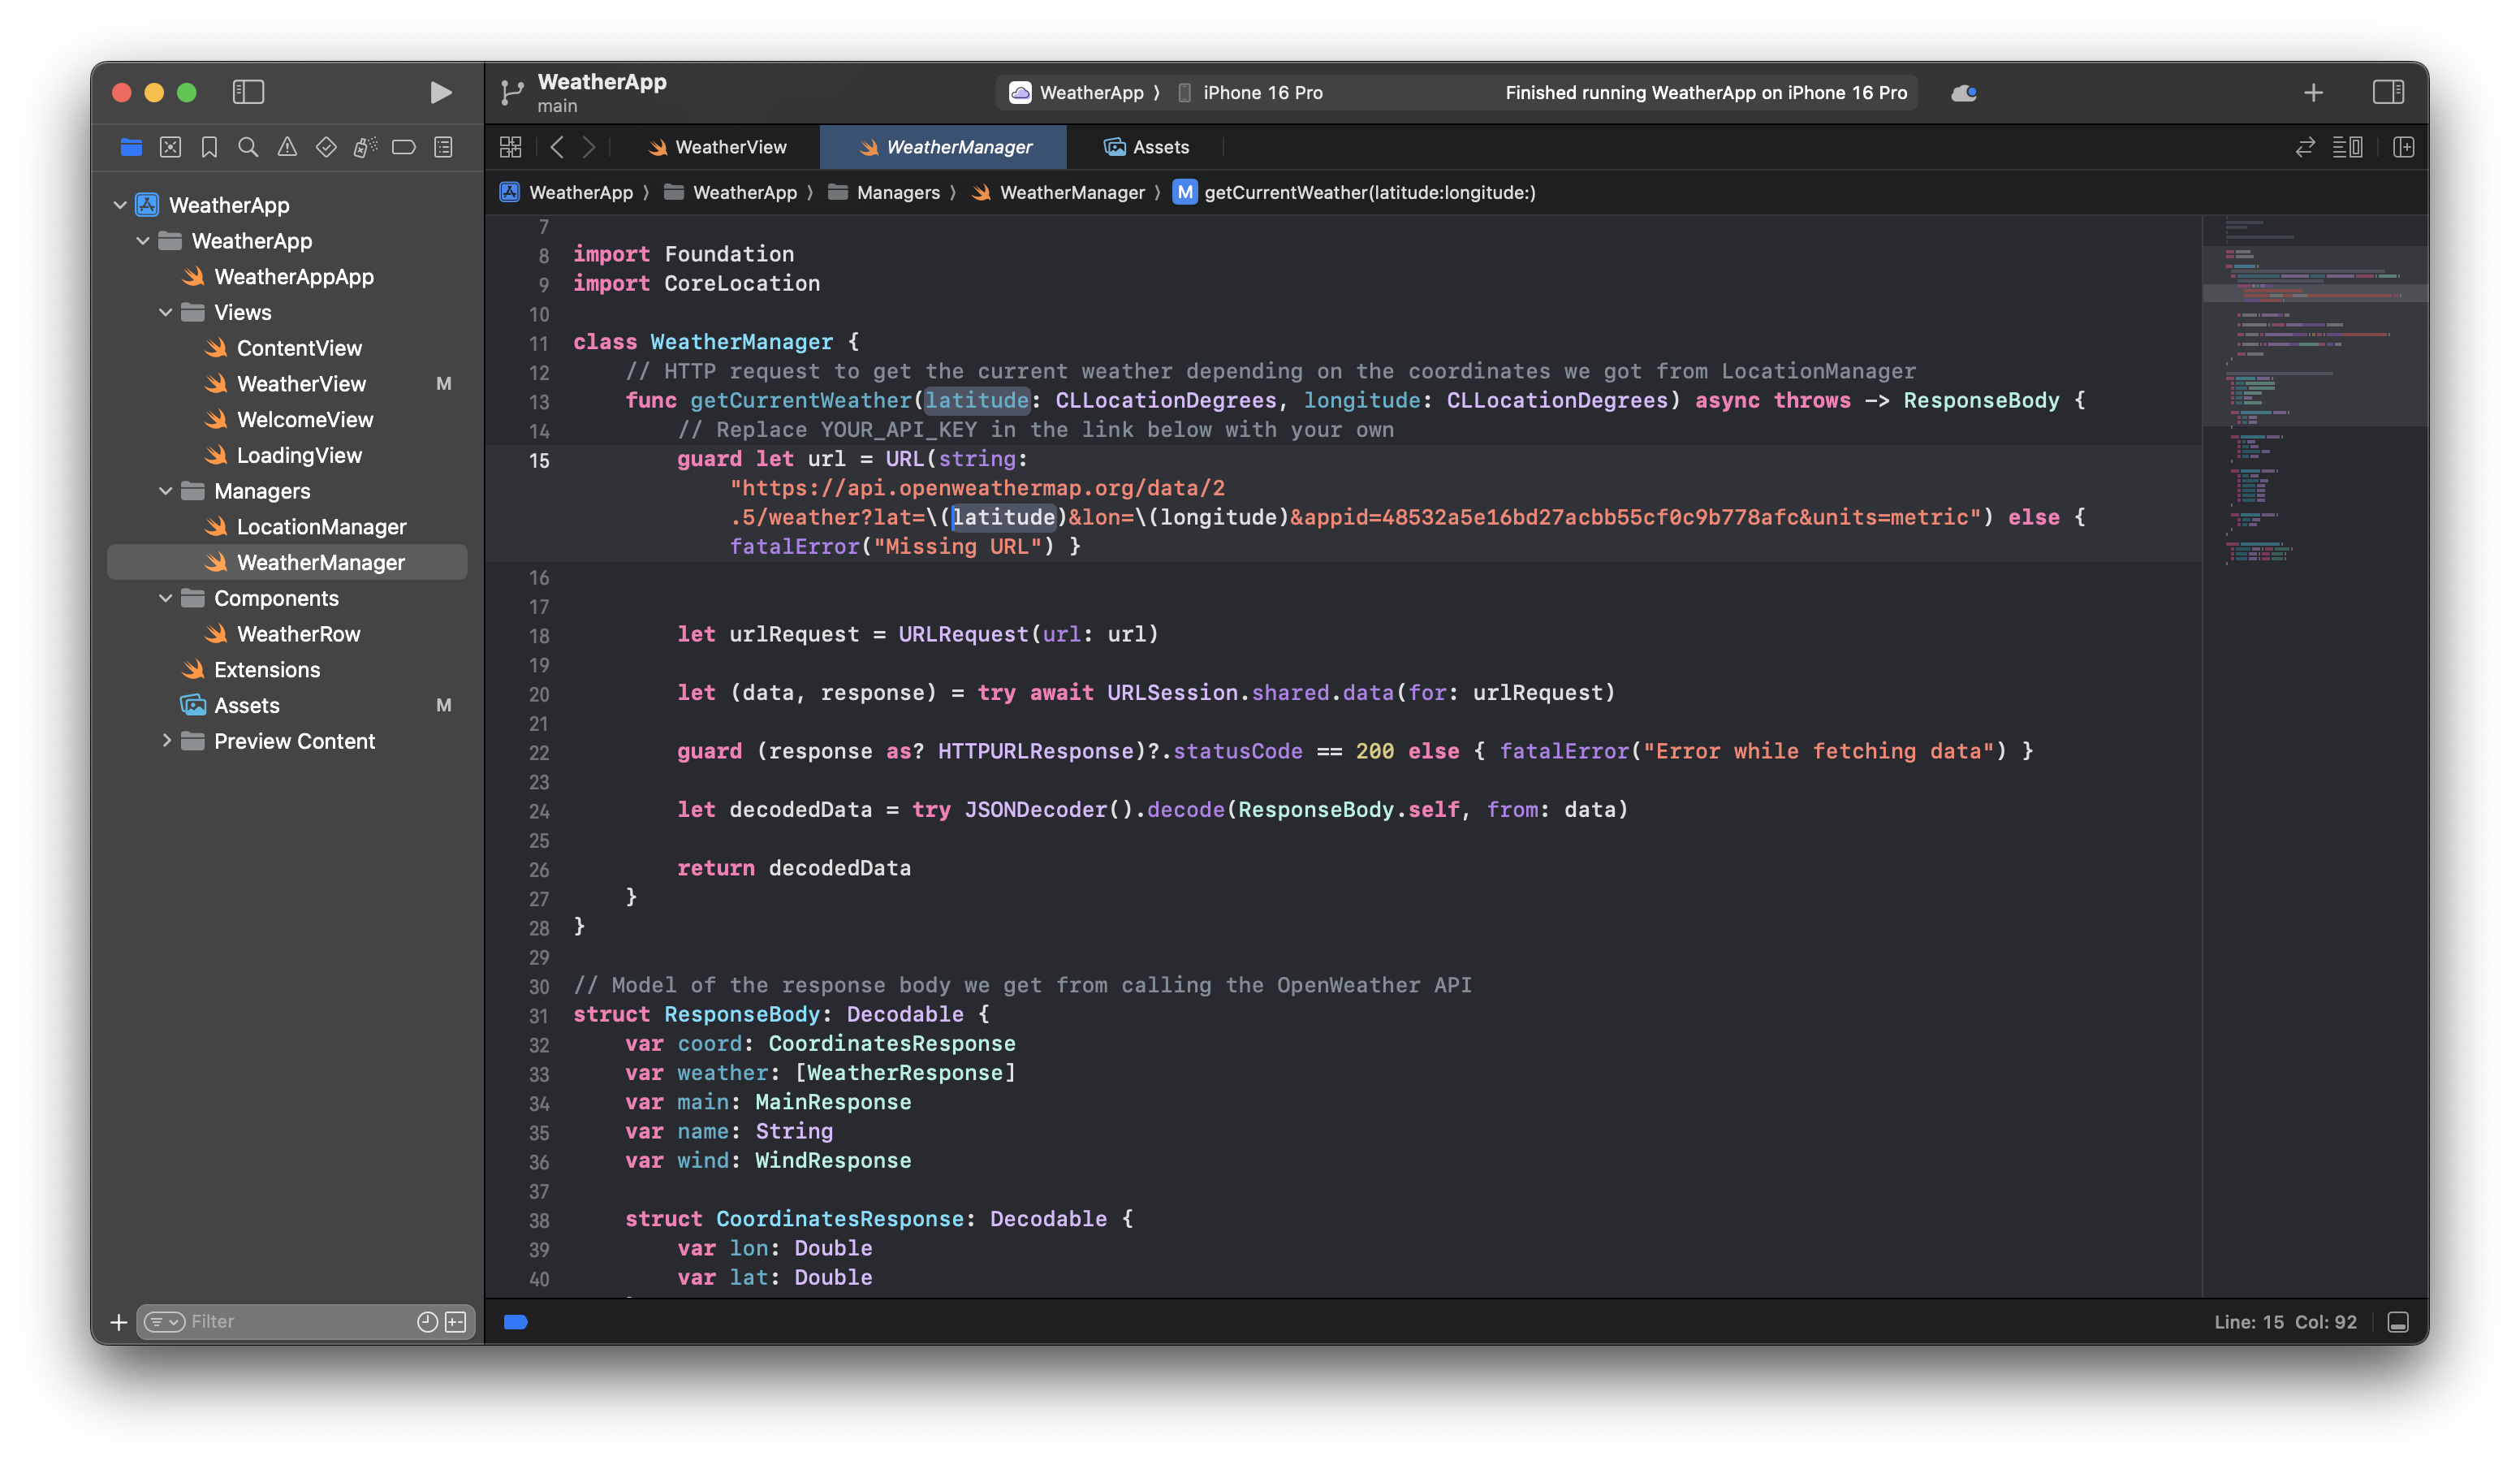 WeatherApp
main
WeatherApp 〉 iPhone 16 Pro
Finished running WeatherApp on iPhone 16 Pro
WeatherView
WeatherManager
Assets
WeatherApp 〉 WeatherApp 〉 Managers 〉 WeatherManager 〉 M getCurrentWeather(latitude:longitude:)
WeatherApp
WeatherApp
WeatherAppApp
Views
ContentView
WeatherView M
WelcomeView
LoadingView
Managers
LocationManager
WeatherManager
Components
WeatherRow
Extensions
Assets M
Preview Content
Filter
7
8 import Foundation
9 import CoreLocation
10
11 class WeatherManager {
12 // HTTP request to get the current weather depending on the coordinates we got from LocationManager
13 func getCurrentWeather(latitude: CLLocationDegrees, longitude: CLLocationDegrees) async throws -> ResponseBody {
14 // Replace YOUR_API_KEY in the link below with your own
15 guard let url = URL(string:
"https://api.openweathermap.org/data/2
.5/weather?lat=\(latitude)&lon=\(longitude)&appid=48532a5e16bd27acbb55cf0c9b778afc&units=metric") else {
fatalError("Missing URL") }
16
17
18 let urlRequest = URLRequest(url: url)
19
20 let (data, response) = try await URLSession.shared.data(for: urlRequest)
21
22 guard (response as? HTTPURLResponse)?.statusCode == 200 else { fatalError("Error while fetching data") }
23
24 let decodedData = try JSONDecoder().decode(ResponseBody.self, from: data)
25
26 return decodedData
27 }
28 }
29
30 // Model of the response body we get from calling the OpenWeather API
31 struct ResponseBody: Decodable {
32 var coord: CoordinatesResponse
33 var weather: [WeatherResponse]
34 var main: MainResponse
35 var name: String
36 var wind: WindResponse
37
38 struct CoordinatesResponse: Decodable {
39 var lon: Double
40 var lat: Double
Line: 15 Col: 92